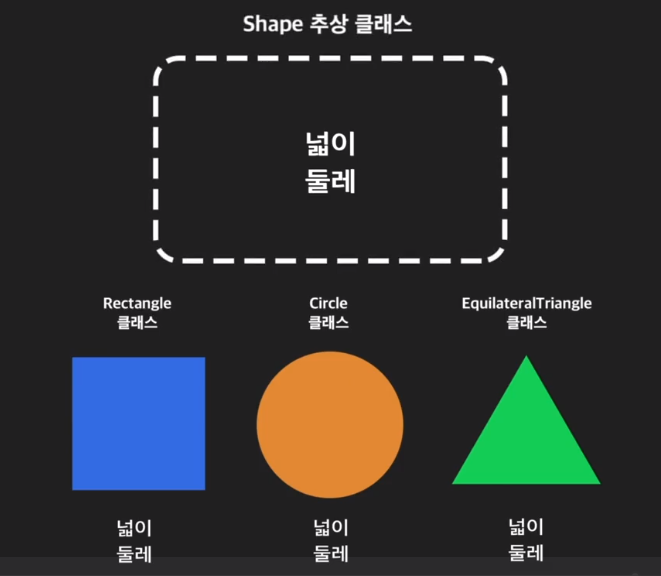 Shape 추상 클래스
넓이
둘레
Rectangle
클래스
Circle
클래스
EquilateralTriangle
클래스
넓이
둘레
넓이
둘레
넓이
둘레